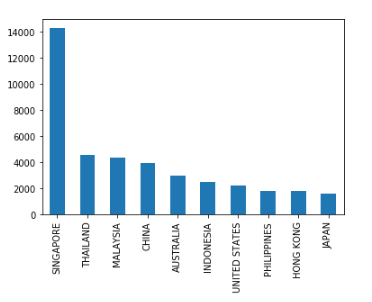 14000
12000
10000
8000
6000
4000
2000
0
SINGAPORE
THAILAND
MALAYSIA
CHINA
AUSTRALIA
INDONESIA
UNITED STATES
PHILIPPINES
HONG KONG
JAPAN